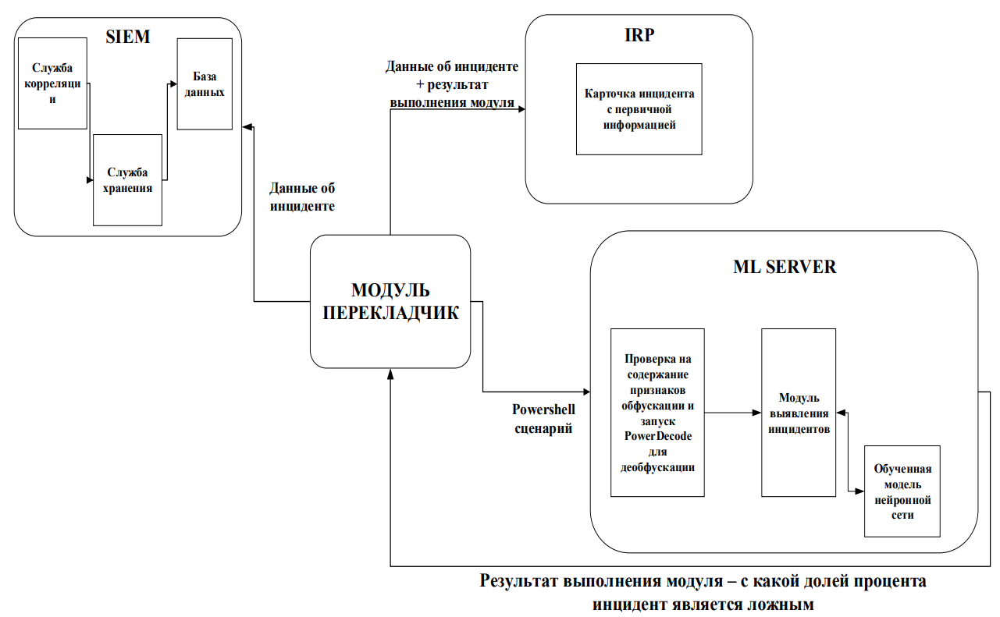 SIEM
Служба
корреляци
и
База
данных
Служба
хранения
Данные об
инциденте
Данные об инциденте
+ результат
выполнения модуля
IRP
Карточка инцидента
с первичной
информацией
МОДУЛЬ
ПЕРЕКЛАДЧИК
Powershell
сценарий
ML SERVER
Проверка на
содержание
признаков
обфускации и
запуск
PowerDecode
для
деобфускации
Модуль
выявления
инцидентов
Обученная
модель
нейронной
сети
Результат выполнения модуля – с какой долей процента
инцидент является ложным